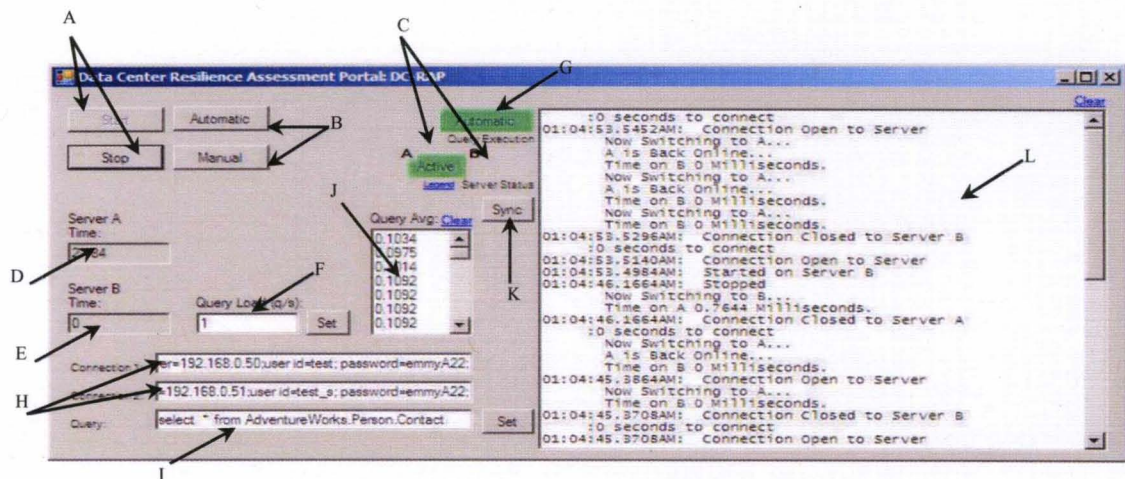 A
C
Data Center Resilience Assessment Portal: DC-RAP
G
Clear
Start
Automatic
Automatic
Query Execution
B
Stop
Manual
A
B
Active
Legend Server Status
J
Server A
Time:
Query Avg: Clear
Sync
0.1034
0.0975
0.1092
0.1092
0.1092
0.1092
D
F
K
Server B
Time:
Query Load (q/s):
0
1
Set
E
Connection 1:
er=192.168.0.50;user id=test; password=emmyA22;
H
=192.168.0.51;user id=test_s; password=emmyA22;
Query:
select * from AdventureWorks.Person.Contact
Set
I
L
:0 seconds to connect
01:04:53.5452AM: Connection Open to Server
Now Switching to A...
A is Back Online...
Time on B 0 Milliseconds.
Now Switching to A...
A is Back Online...
Time on B 0 Milliseconds.
Now Switching to A...
Time on B 0 Milliseconds.
01:04:53.5296AM: Connection Closed to Server B
:0 seconds to connect
01:04:53.5140AM: Connection Open to Server
01:04:53.4984AM: Started on Server B
01:04:46.1664AM: Stopped
Now Switching to B...
Time on A 0.7644 Milliseconds.
01:04:46.1664AM: Connection Closed to Server A
:0 seconds to connect
Now Switching to A...
A is Back Online...
Time on B 0 Milliseconds.
01:04:45.3864AM: Connection Open to Server
Now Switching to A...
Time on B 0 Milliseconds.
01:04:45.3708AM: Connection Closed to Server B
:0 seconds to connect
01:04:45.3708AM: Connection Open to Server